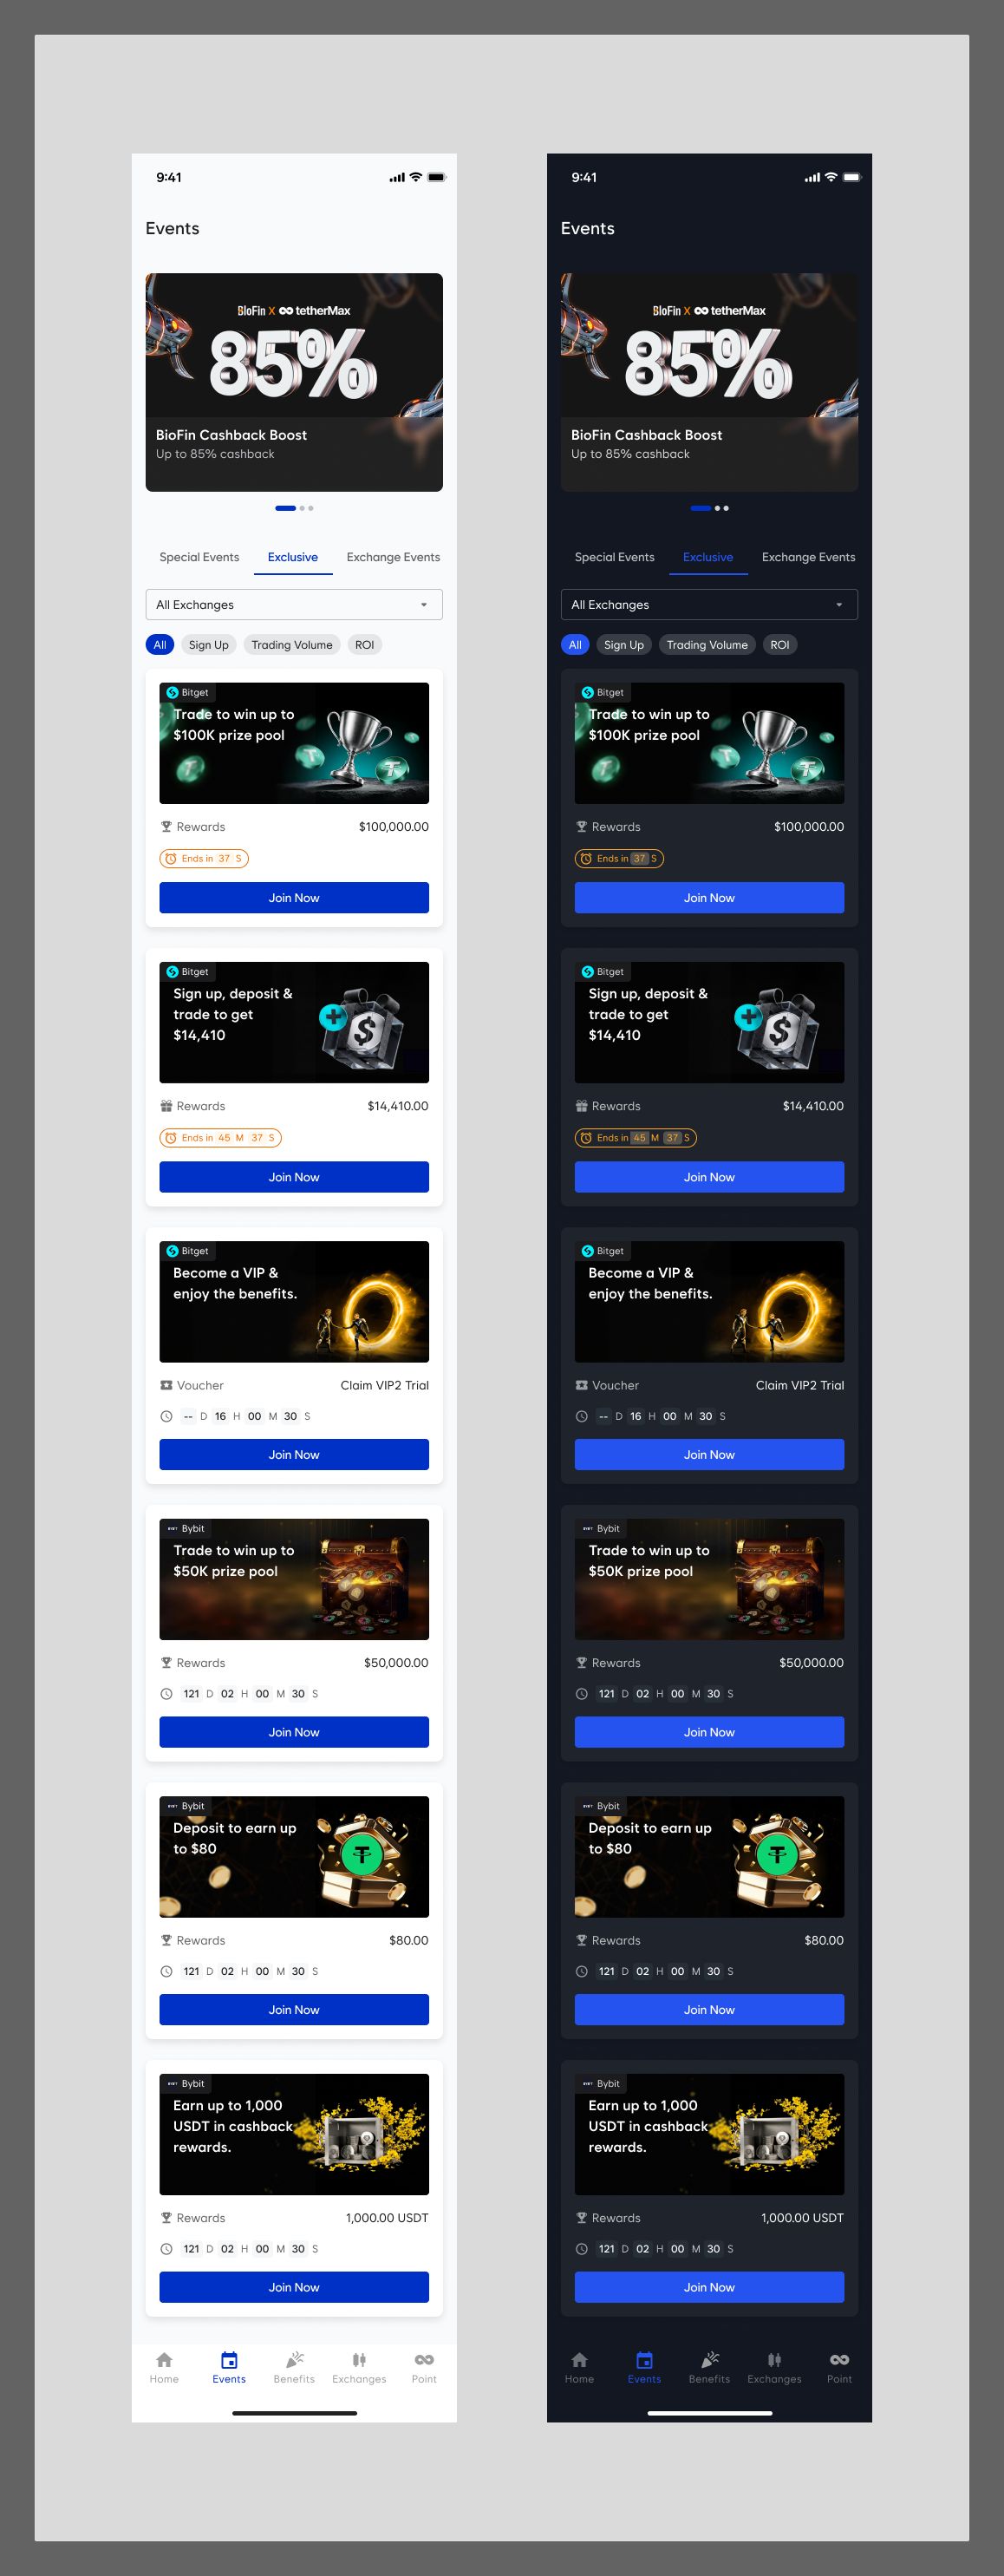 9:41
Events
BloFin X tetherMax
85%
BioFin Cashback Boost
Up to 85% cashback
Special Events Exclusive Exchange Events
All Exchanges
All Sign Up Trading Volume ROI
Bitget
Trade to win up to
$100K prize pool
Rewards $100,000.00
Ends in 37 S
Join Now
Bitget
Sign up, deposit &
trade to get
$14,410
Rewards $14,410.00
Ends in 45 M 37 S
Join Now
Bitget
Become a VIP &
enjoy the benefits.
Voucher Claim VIP2 Trial
-- D 16 H 00 M 30 S
Join Now
Bybit
Trade to win up to
$50K prize pool
Rewards $50,000.00
121 D 02 H 00 M 30 S
Join Now
Bybit
Deposit to earn up
to $80
Rewards $80.00
121 D 02 H 00 M 30 S
Join Now
Bybit
Earn up to 1,000
USDT in cashback
rewards.
Rewards 1,000.00 USDT
121 D 02 H 00 M 30 S
Join Now
Home Events Benefits Exchanges Point
9:41
Events
BloFin X tetherMax
85%
BioFin Cashback Boost
Up to 85% cashback
Special Events Exclusive Exchange Events
All Exchanges
All Sign Up Trading Volume ROI
Bitget
Trade to win up to
$100K prize pool
Rewards $100,000.00
Ends in 37 S
Join Now
Bitget
Sign up, deposit &
trade to get
$14,410
Rewards $14,410.00
Ends in 45 M 37 S
Join Now
Bitget
Become a VIP &
enjoy the benefits.
Voucher Claim VIP2 Trial
-- D 16 H 00 M 30 S
Join Now
Bybit
Trade to win up to
$50K prize pool
Rewards $50,000.00
121 D 02 H 00 M 30 S
Join Now
Bybit
Deposit to earn up
to $80
Rewards $80.00
121 D 02 H 00 M 30 S
Join Now
Bybit
Earn up to 1,000
USDT in cashback
rewards.
Rewards 1,000.00 USDT
121 D 02 H 00 M 30 S
Join Now
Home Events Benefits Exchanges Point